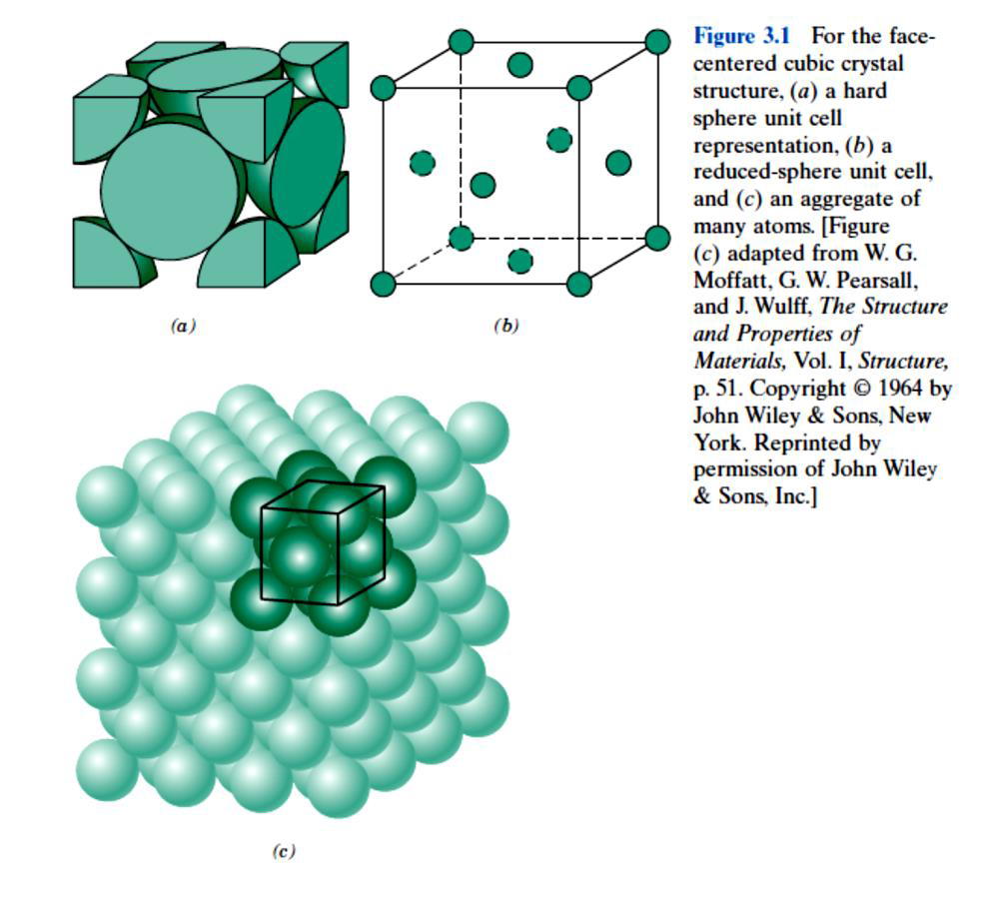 Figure 3.1 For the face-
centered cubic crystal
structure, (a) a hard
sphere unit cell
representation, (b) a
reduced-sphere unit cell,
and (c) an aggregate of
many atoms. [Figure
(c) adapted from W. G.
Moffatt, G. W. Pearsall,
and J. Wulff, The Structure
and Properties of
Materials, Vol. I, Structure,
p. 51. Copyright © 1964 by
John Wiley & Sons, New
York. Reprinted by
permission of John Wiley
& Sons, Inc.]
(a)
(b)
(c)